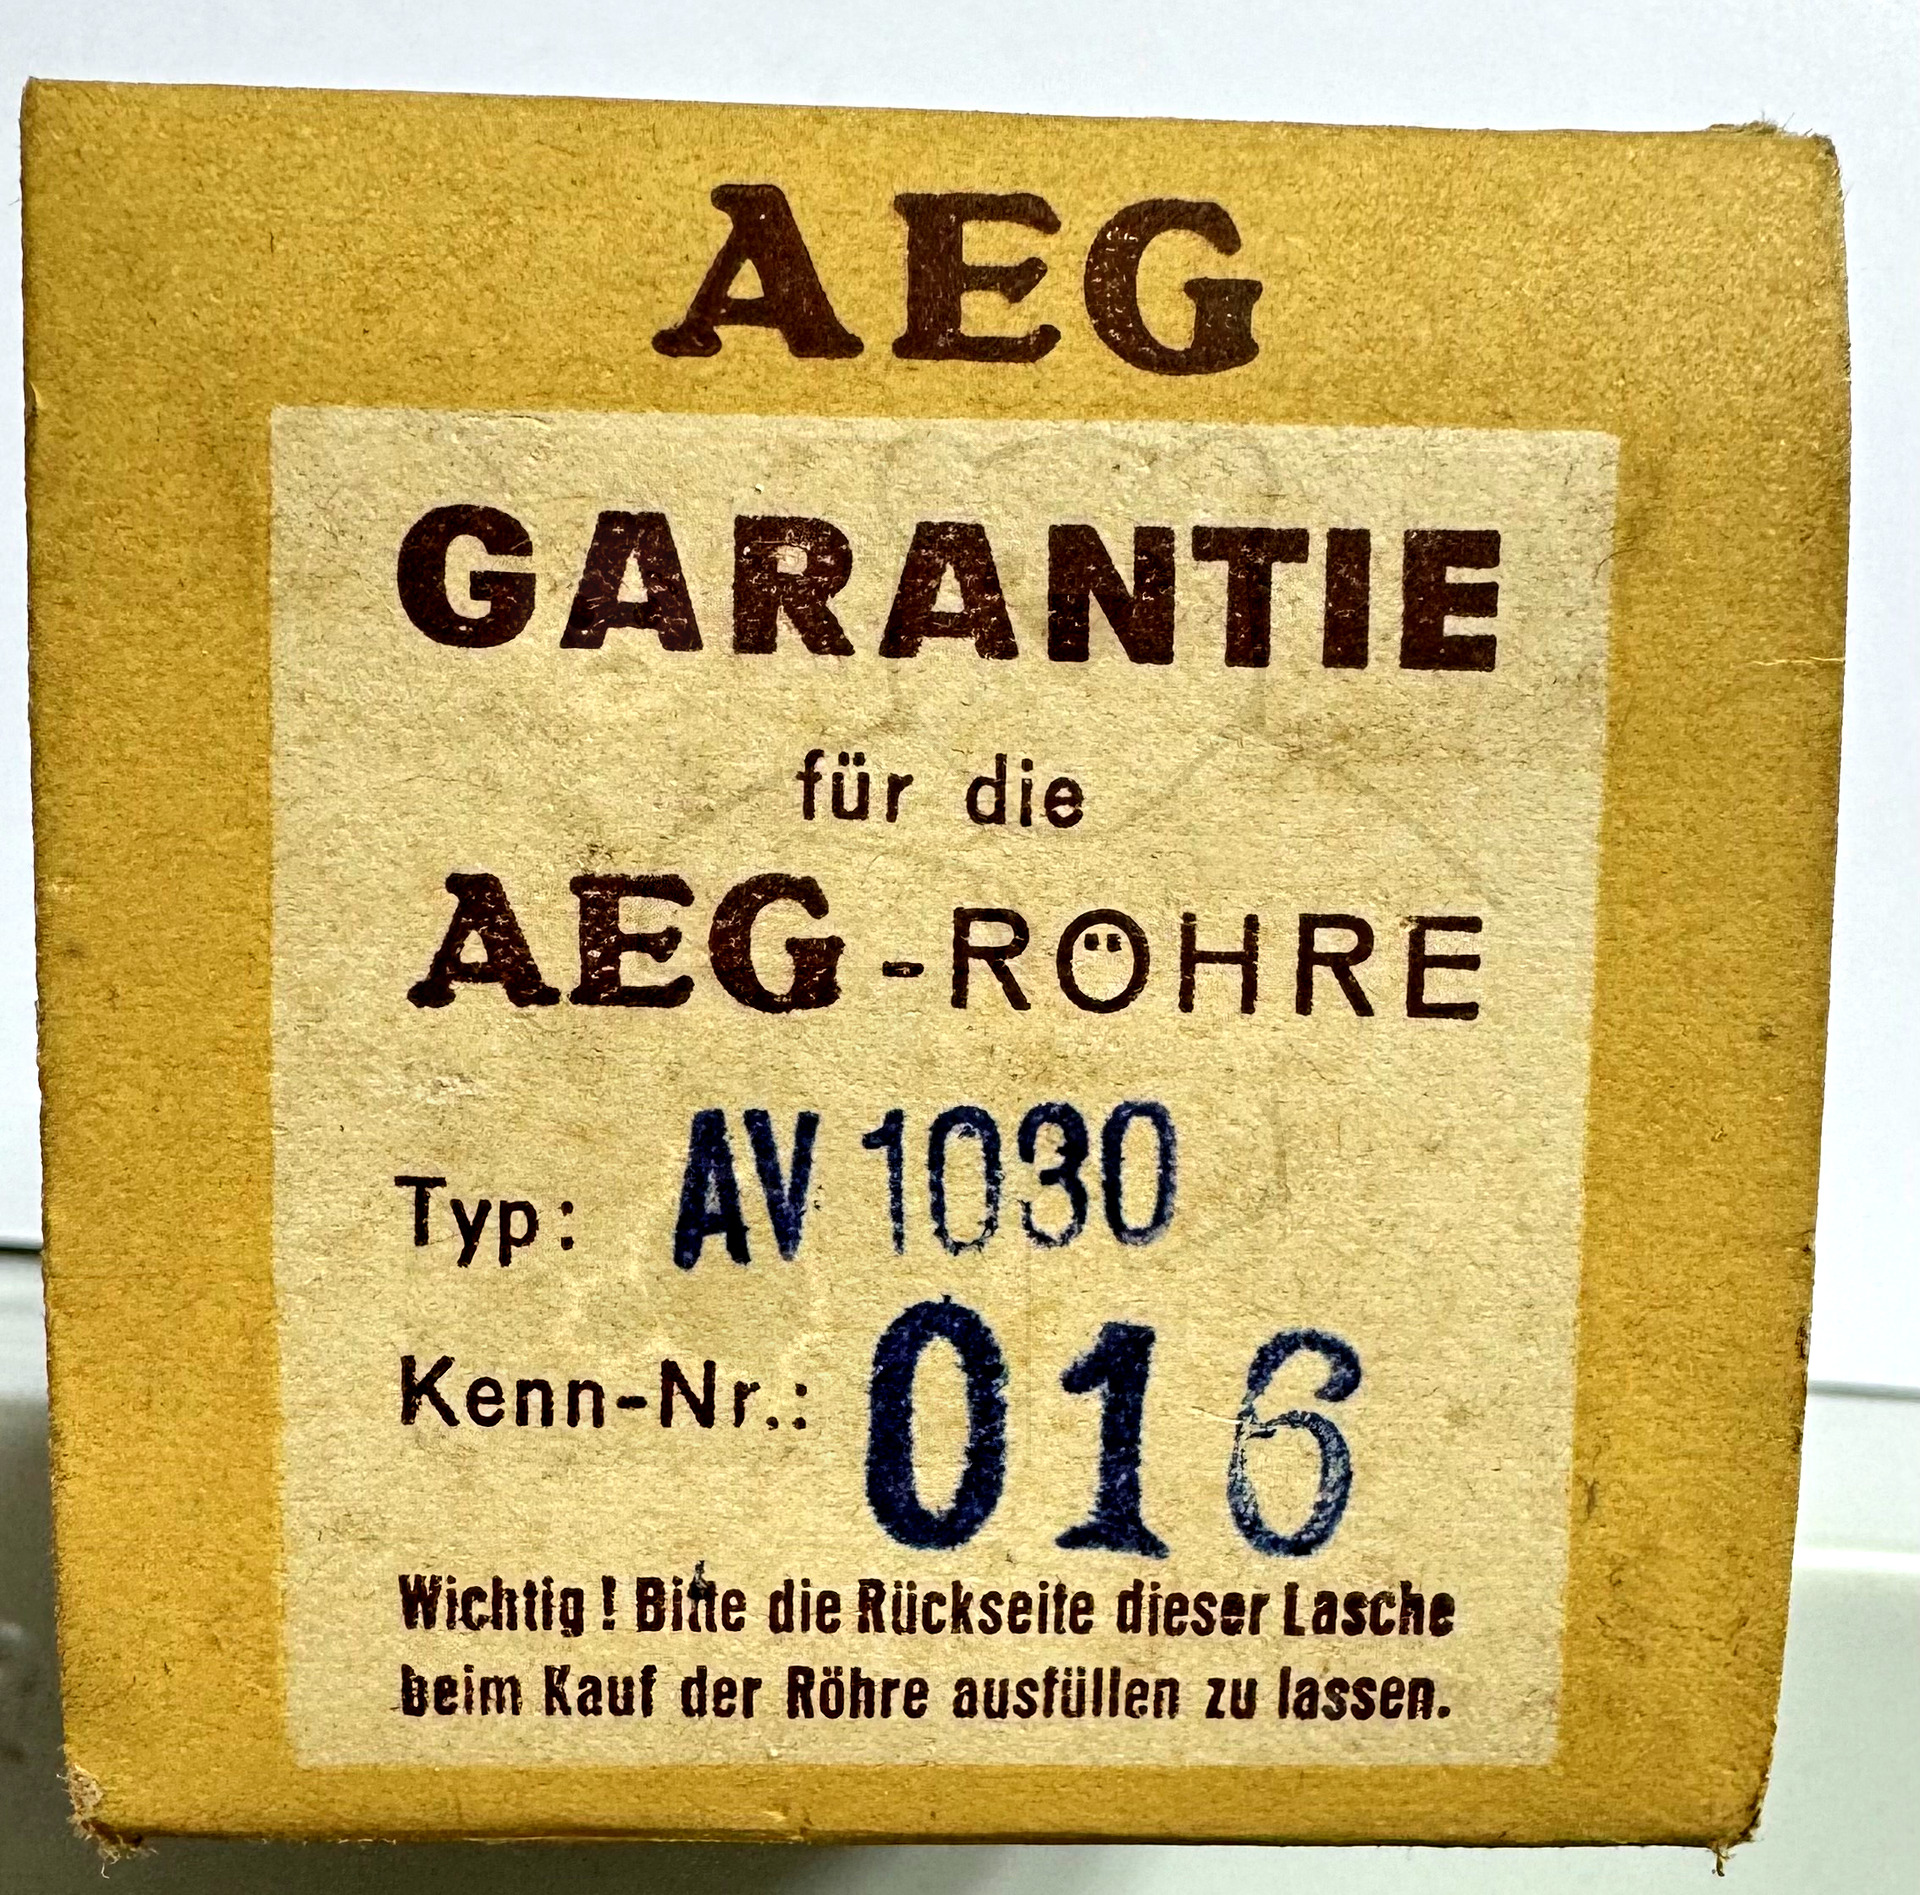 AEG
GARANTIE
für die
AEG-RÖHRE
Typ: AV 1030
Kenn-Nr.: 016
Wichtig! Bitte die Rückseite dieser Lasche
beim Kauf der Röhre ausfüllen zu lassen.